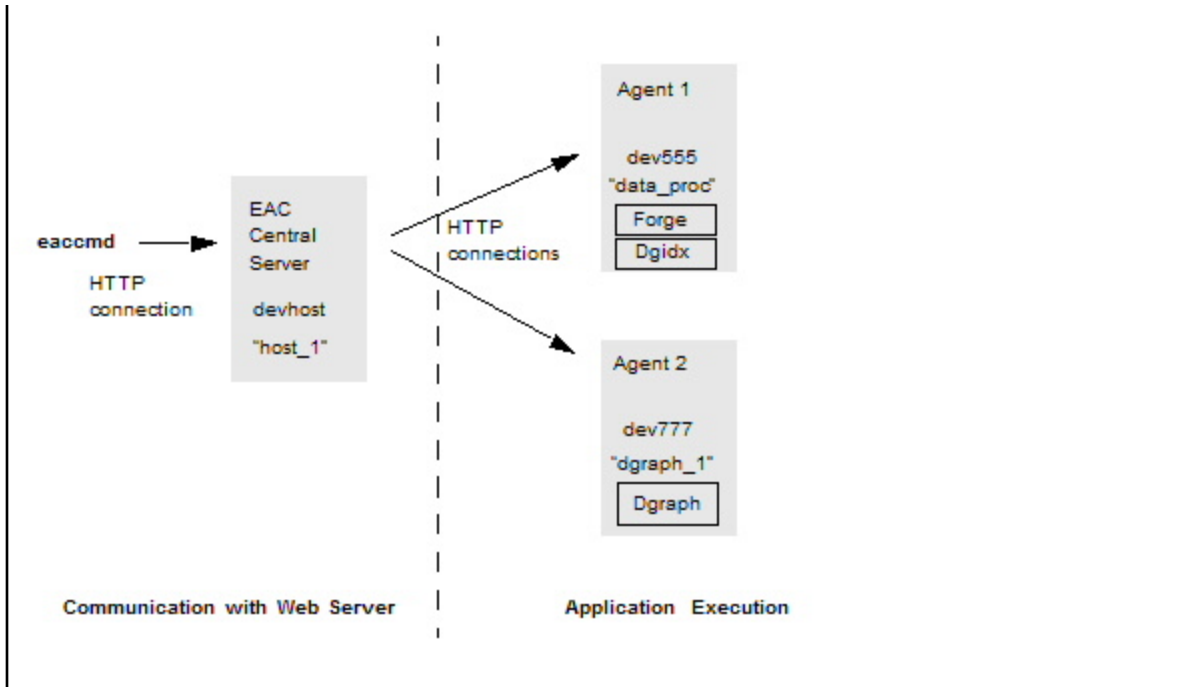 eaccmd
HTTP
connection
EAC
Central
Server
devhost
"host_1"
HTTP
connections
Agent 1
dev555
"data_proc"
Forge
Dgidx
Agent 2
dev777
"dgraph_1"
Dgraph
Communication with Web Server
Application Execution